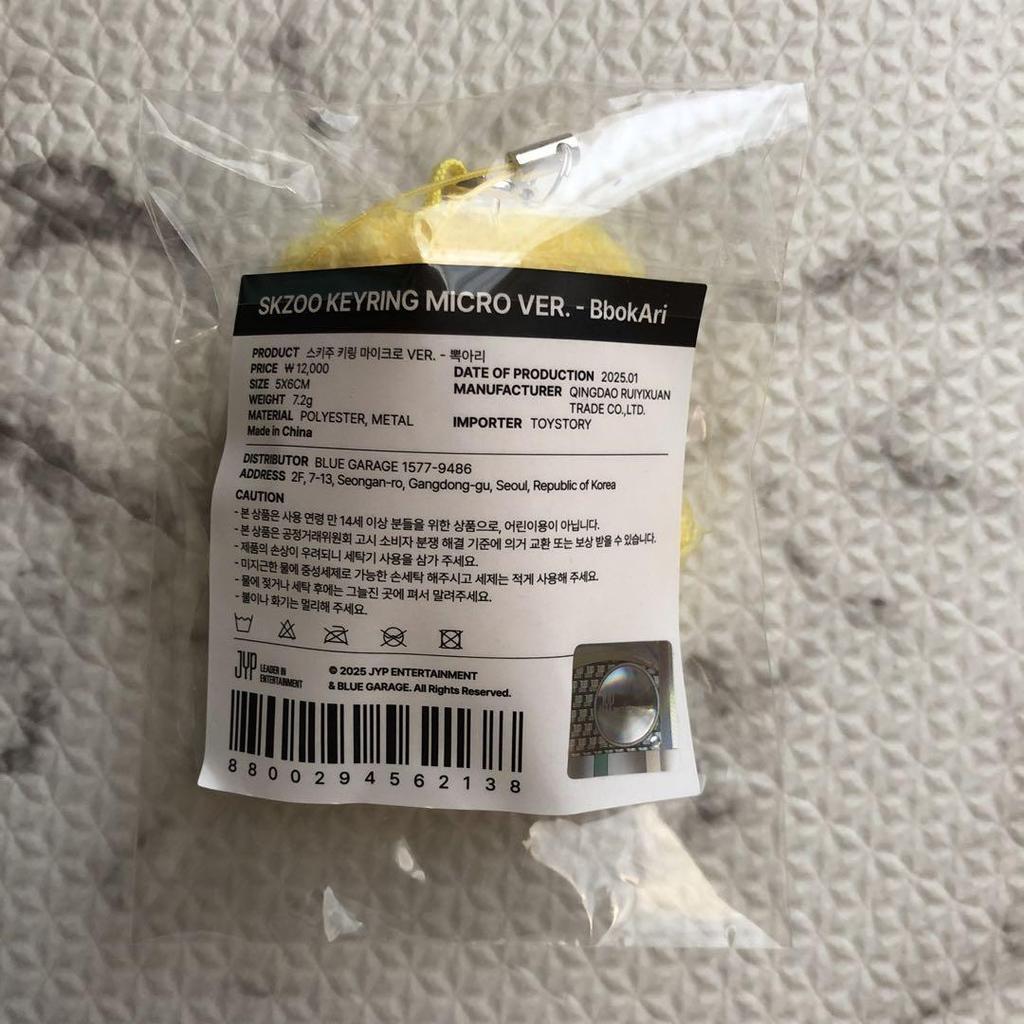 SKZOO KEYRING MICRO VER. - BbokAri
PRODUCT 스키주 키링 마이크로 VER. - 뽁아리
PRICE ₩ 12,000
SIZE 5X6CM
WEIGHT 7.2g
MATERIAL POLYESTER, METAL
Made in China
DATE OF PRODUCTION 2025.01
MANUFACTURER QINGDAO RUIYIXUAN
TRADE CO.,LTD.
IMPORTER TOYSTORY
DISTRIBUTOR BLUE GARAGE 1577-9486
ADDRESS 2F, 7-13, Seongan-ro, Gangdong-gu, Seoul, Republic of Korea
CAUTION
- 본 상품은 사용 연령 만 14세 이상 분들을 위한 상품으로, 어린이용이 아닙니다.
- 본 상품은 공정거래위원회 고시 소비자 분쟁 해결 기준에 의거 교환 또는 보상 받을 수 있습니다.
- 제품의 손상이 우려되니 세탁기 사용을 삼가 주세요.
- 미지근한 물에 중성세제로 가능한 손세탁 해주시고 세제는 적게 사용해 주세요.
- 물에 젖거나 세탁 후에는 그늘진 곳에 펴서 말려주세요.
- 불이나 화기는 멀리해 주세요.
JYP LEADER IN
ENTERTAINMENT
© 2025 JYP ENTERTAINMENT
& BLUE GARAGE. All Rights Reserved.
8800294562138